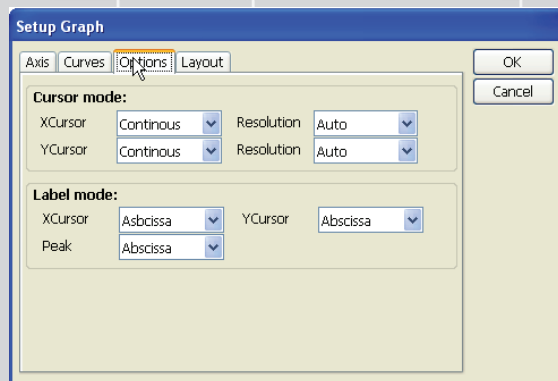 Setup Graph
Axis Curves Options Layout OK
Cancel
Cursor mode:
XCursor Continous Resolution Auto
YCursor Continous Resolution Auto
Label mode:
XCursor Asbcissa YCursor Abscissa
Peak Abscissa